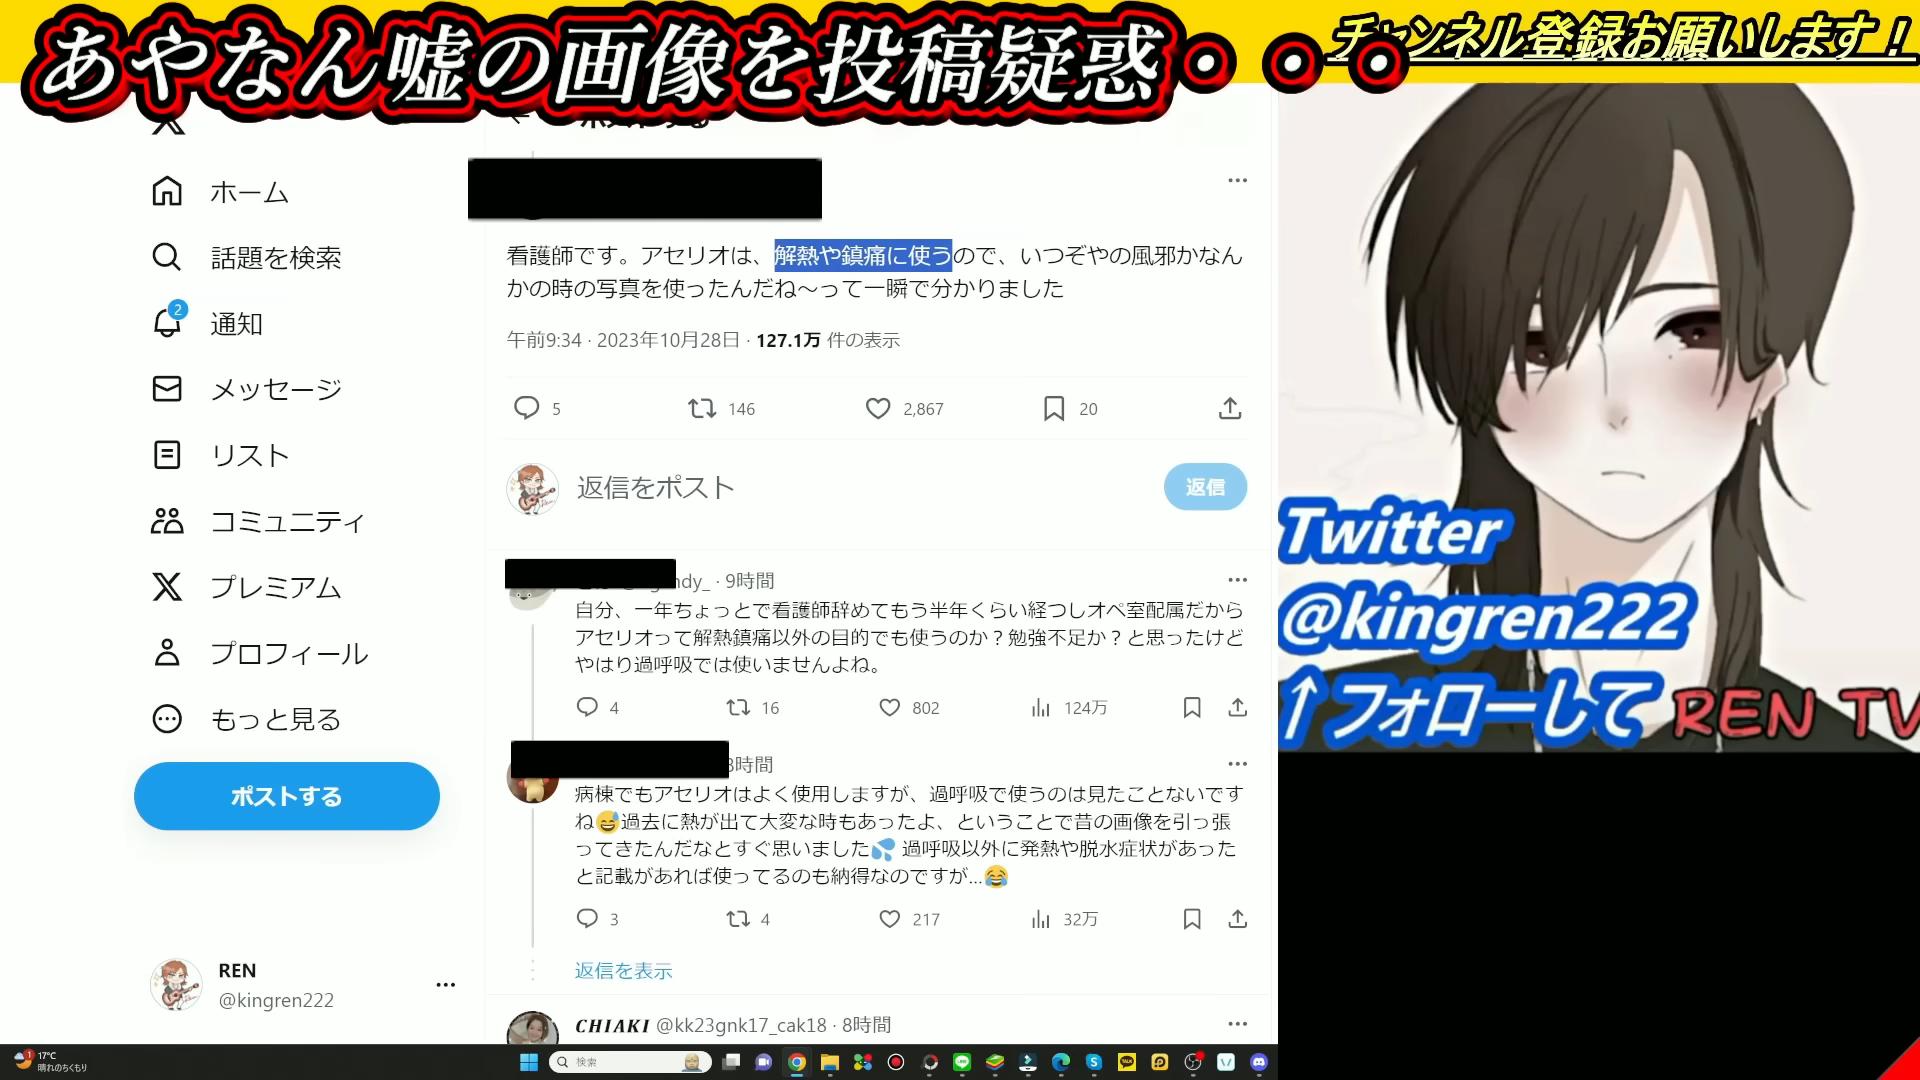 あやなん嘘の画像を投稿疑惑・・・
チャンネル登録お願いします！
ホーム
話題を検索
2
通知
メッセージ
リスト
コミュニティ
プレミアム
プロフィール
もっと見る
ポストする
REN
@kingren222
ポストする
看護師です。アセリオは、解熱や鎮痛に使うので、いつぞやの風邪かなん
かの時の写真を使ったんだね〜って一瞬で分かりました
午前9:34 · 2023年10月28日 · 127.1万 件の表示
5 146 2,867 20
返信をポスト
返信
ndy_ · 9時間
自分、一年ちょっとで看護師辞めてもう半年くらい経つしオペ室配属だから
アセリオって解熱鎮痛以外の目的でも使うのか？勉強不足か？と思ったけど
やはり過呼吸では使いませんよね。
4 16 802 124万
8時間
病棟でもアセリオはよく使用しますが、過呼吸で使うのは見たことないです
ね😅過去に熱が出て大変な時もあったよ、ということで昔の画像を引っ張
ってきたんだなとすぐ思いました💦 過呼吸以外に発熱や脱水症状があった
と記載があれば使ってるのも納得なのですが...😂
3 4 217 32万
返信を表示
CHIAKI @kk23gnk17_cak18 · 8時間
Twitter
@kingren222
↑フォローして
REN TV
1
17°C
晴れのちくもり
検索